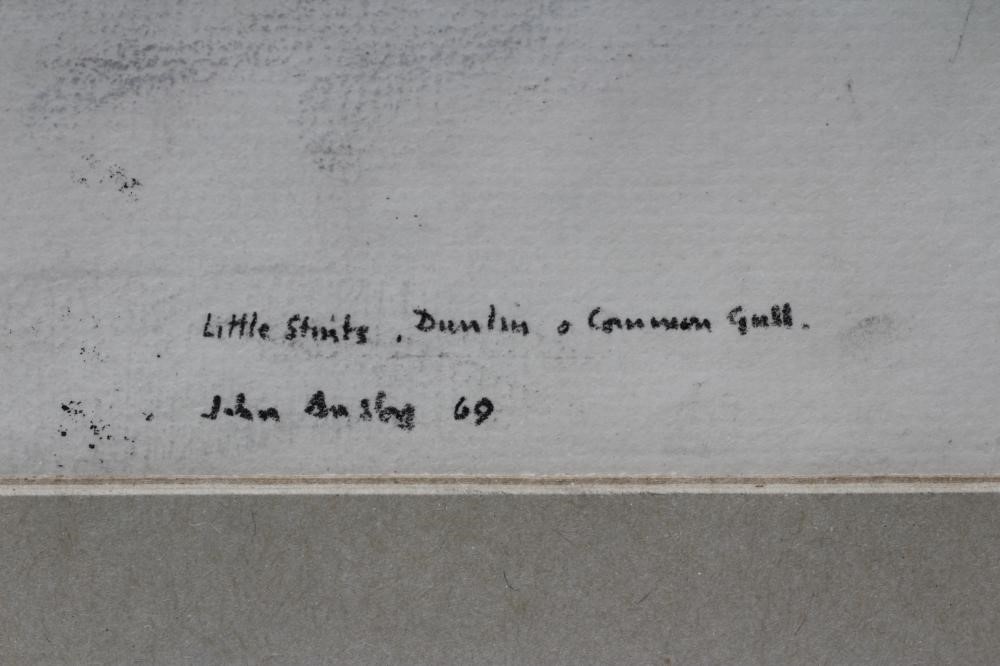 Little Stints, Dunlin & Common Gull.
John Busby 69